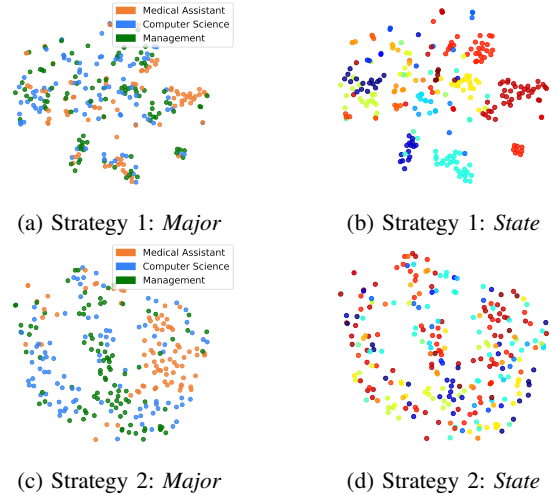 Medical Assistant
Computer Science
Management
(a) Strategy 1: Major
(b) Strategy 1: State
Medical Assistant
Computer Science
Management
(c) Strategy 2: Major
(d) Strategy 2: State